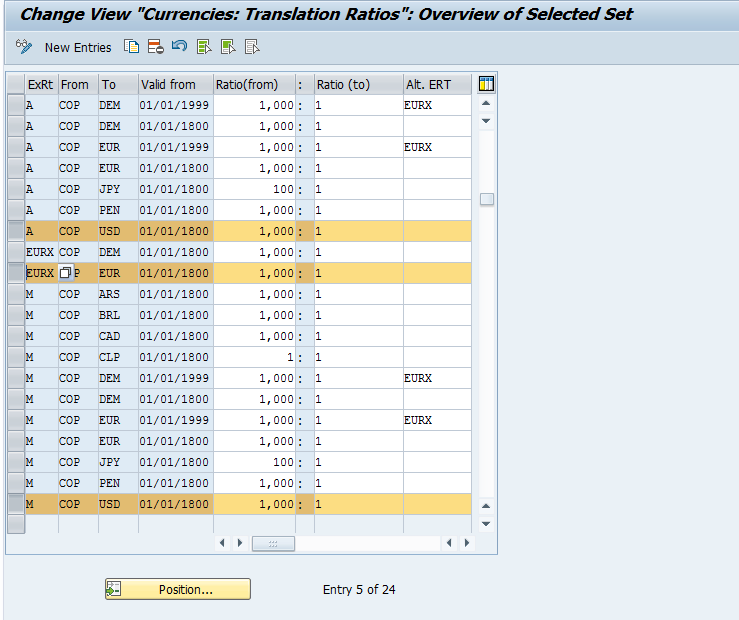 Change View "Currencies: Translation Ratios": Overview of Selected Set
New Entries
ExRt From To Valid from Ratio(from) : Ratio (to) Alt. ERT
A COP DEM 01/01/1999 1,000 : 1 EURX
A COP DEM 01/01/1800 1,000 : 1
A COP EUR 01/01/1999 1,000 : 1 EURX
A COP EUR 01/01/1800 1,000 : 1
A COP JPY 01/01/1800 100 : 1
A COP PEN 01/01/1800 1,000 : 1
A COP USD 01/01/1800 1,000 : 1
EURX COP DEM 01/01/1800 1,000 : 1
EURX P EUR 01/01/1800 1,000 : 1
M COP ARS 01/01/1800 1,000 : 1
M COP BRL 01/01/1800 1,000 : 1
M COP CAD 01/01/1800 1,000 : 1
M COP CLP 01/01/1800 1 : 1
M COP DEM 01/01/1999 1,000 : 1 EURX
M COP DEM 01/01/1800 1,000 : 1
M COP EUR 01/01/1999 1,000 : 1 EURX
M COP EUR 01/01/1800 1,000 : 1
M COP JPY 01/01/1800 100 : 1
M COP PEN 01/01/1800 1,000 : 1
M COP USD 01/01/1800 1,000 : 1
Position... Entry 5 of 24